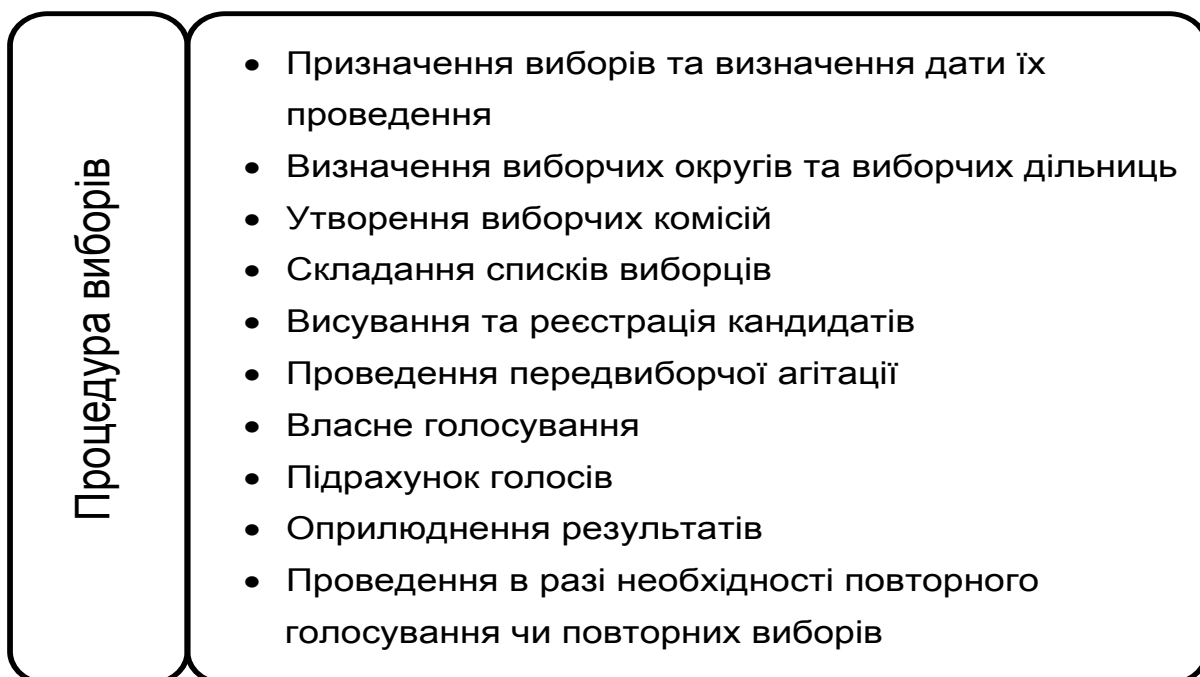 Процедура виборів
• Призначення виборів та визначення дати їх
проведення
• Визначення виборчих округів та виборчих дільниць
• Утворення виборчих комісій
• Складання списків виборців
• Висування та реєстрація кандидатів
• Проведення передвиборчої агітації
• Власне голосування
• Підрахунок голосів
• Оприлюднення результатів
• Проведення в разі необхідності повторного
голосування чи повторних виборів